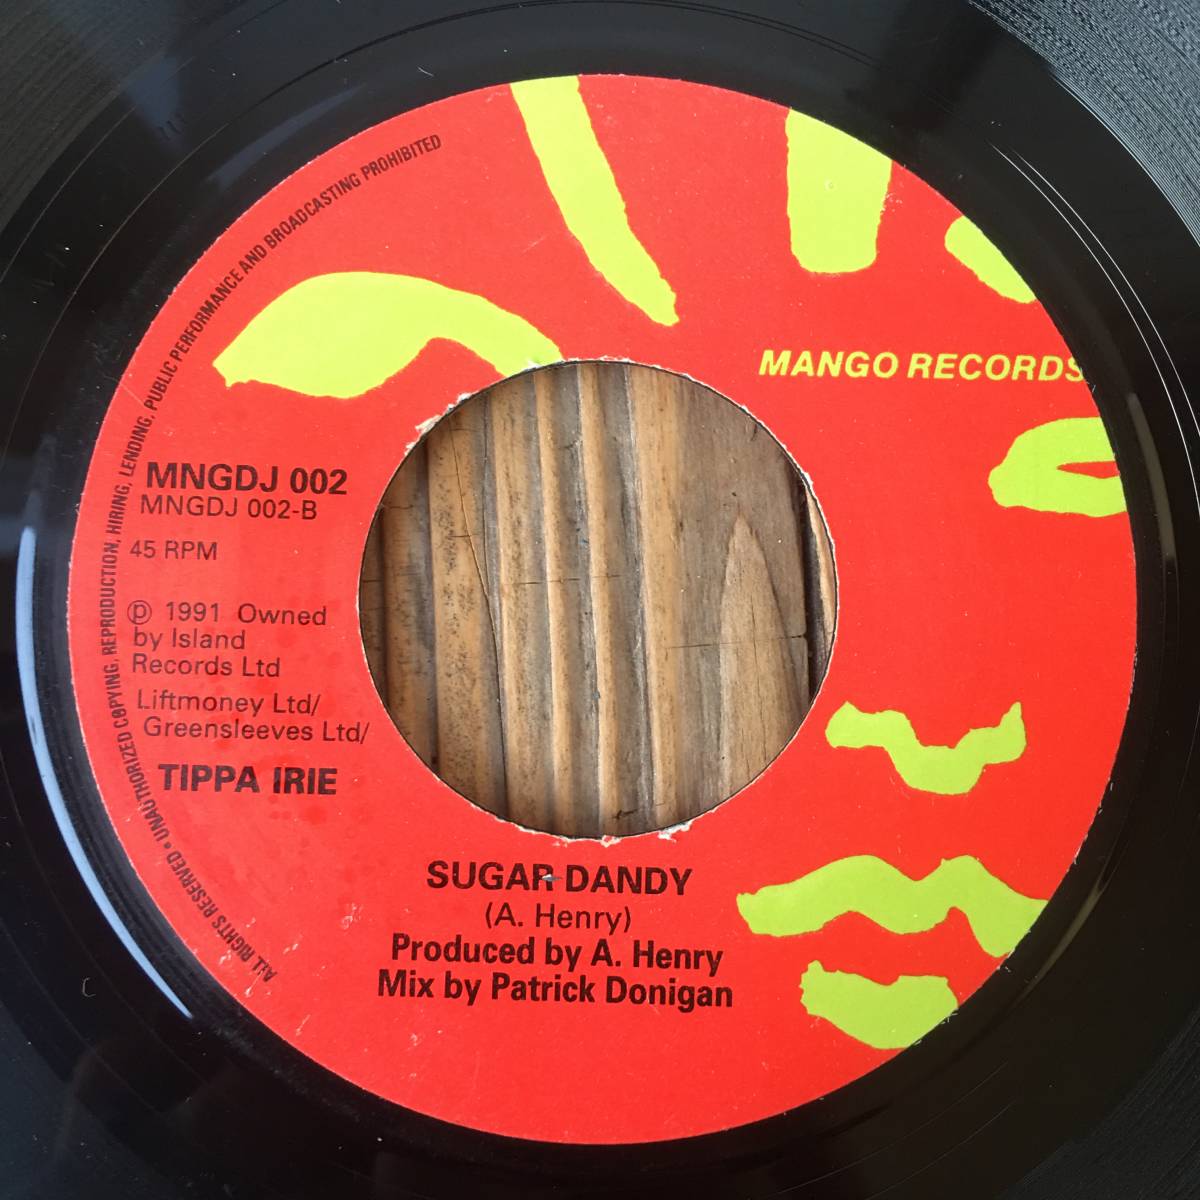 MANGO RECORDS
MNGDJ 002
MNGDJ 002-B
45 RPM
℗ 1991 Owned
by Island
Records Ltd
Liftmoney Ltd/
Greensleeves Ltd/
TIPPA IRIE
SUGAR DANDY
(A. Henry)
Produced by A. Henry
Mix by Patrick Donigan
ALL RIGHTS RESERVED • UNAUTHORIZED COPYING, REPRODUCTION, HIRING, LENDING, PUBLIC PERFORMANCE AND BROADCASTING PROHIBITED